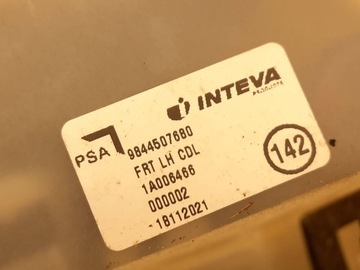 INTEVA
PRODUCTS
PSA
9844507680
FRT LH CDL
1A006466
000002
18112021
142